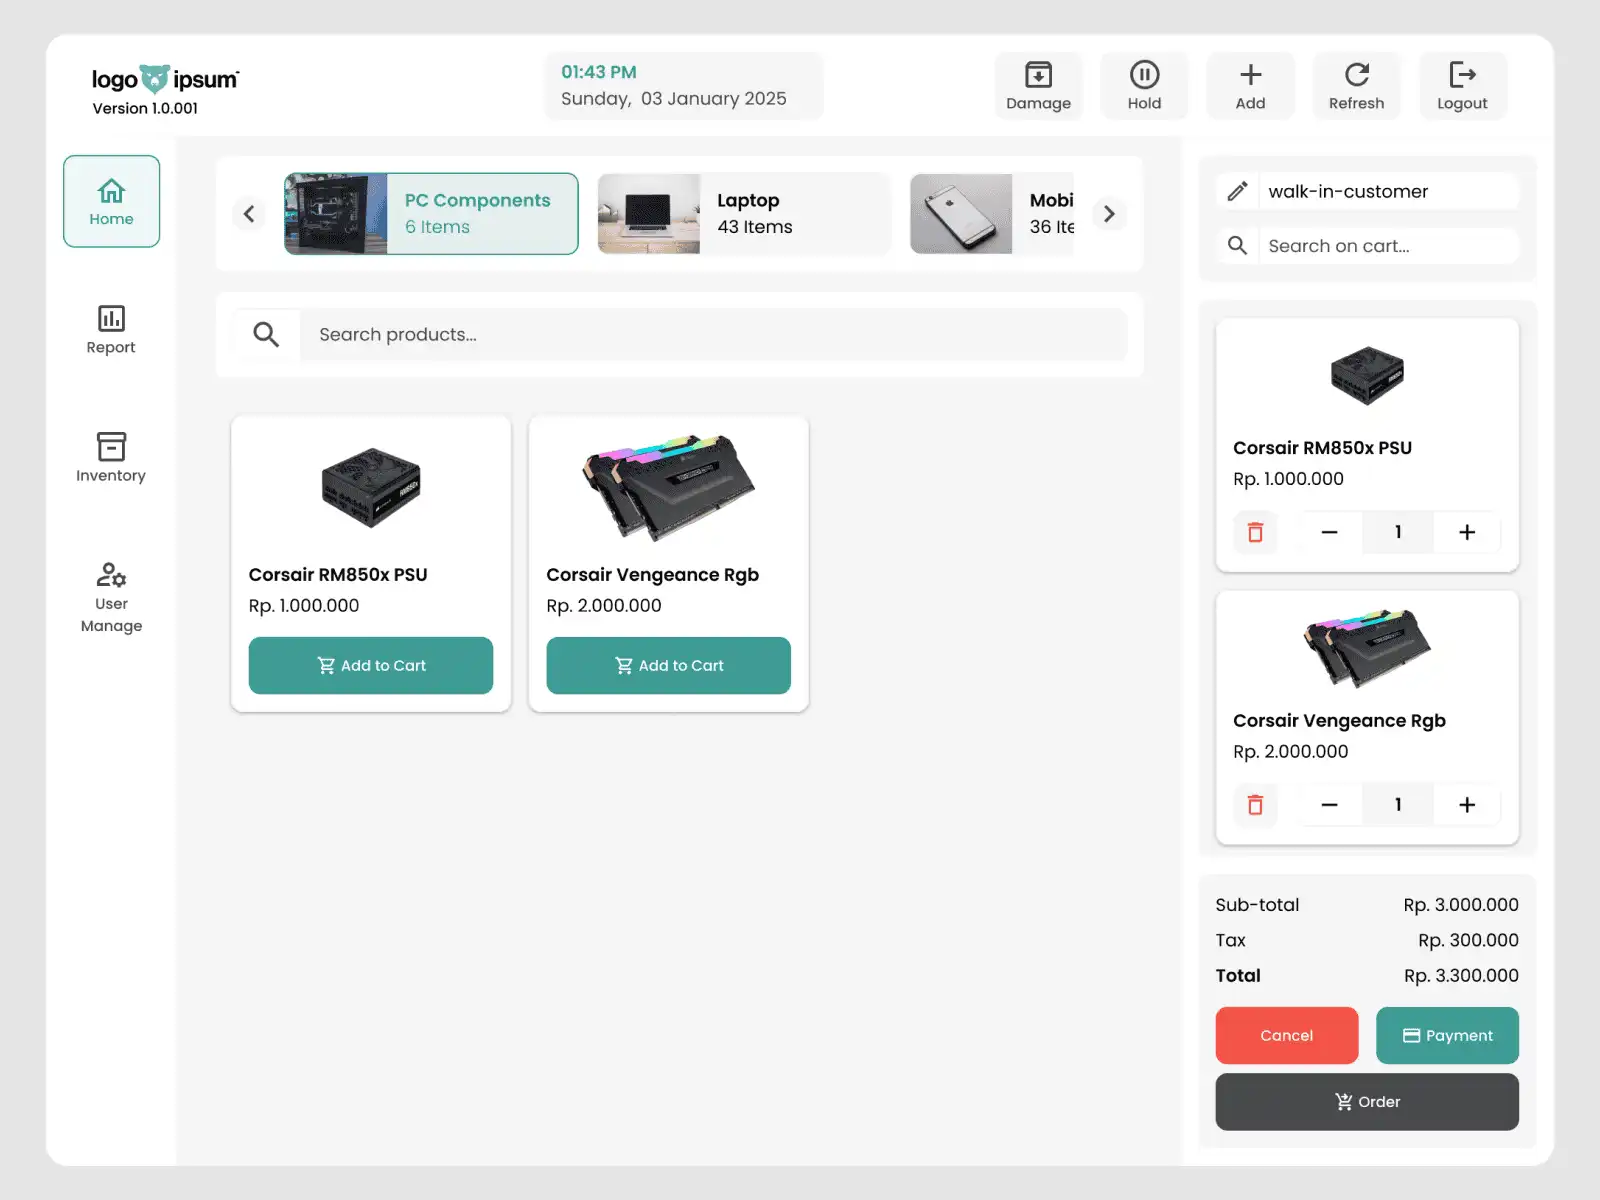 logo ipsum
Version 1.0.001
01:43 PM
Sunday, 03 January 2025
Damage
Hold
Add
Refresh
Logout
Home
Report
Inventory
User
Manage
PC Components
6 Items
Laptop
43 Items
Mobi
36 Ite
Search products...
Corsair RM850x PSU
Rp. 1.000.000
Add to Cart
Corsair Vengeance Rgb
Rp. 2.000.000
Add to Cart
walk-in-customer
Search on cart...
Corsair RM850x PSU
Rp. 1.000.000
1
Corsair Vengeance Rgb
Rp. 2.000.000
1
Sub-total Rp. 3.000.000
Tax Rp. 300.000
Total Rp. 3.300.000
Cancel
Payment
Order